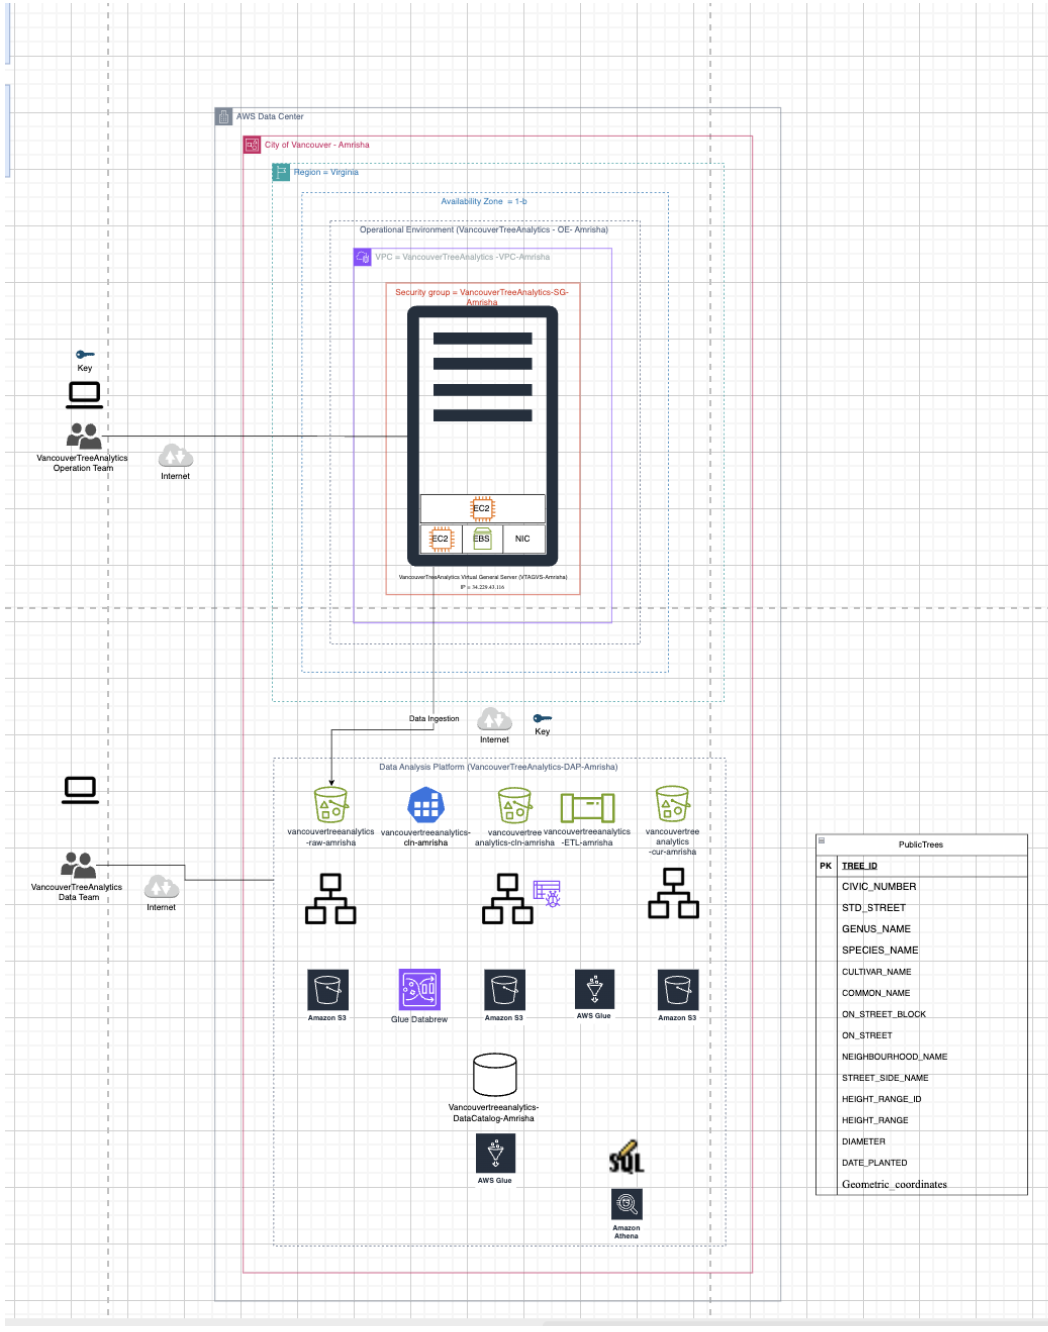 AWS Data Center
City of Vancouver - Amrisha
Region = Virginia
Availability Zone = 1-b
Operational Environment (VancouverTreeAnalytics - OE- Amrisha)
VPC = VancouverTreeAnalytics -VPC-Amrisha
Security group = VancouverTreeAnalytics-SG-
Amrisha
Key
VancouverTreeAnalytics
Operation Team
Internet
EC2
EC2
EBS
NIC
VancouverTreeAnalytics Virtual General Server (VTAGVS-Amrisha)
IP = 34.229.43.116
Data Ingestion
Internet
Key
Data Analysis Platform (VancouverTreeAnalytics-DAP-Amrisha)
vancouvertreeanalytics
-raw-amrisha
vancouvertreeanalytics-
cln-amrisha
vancouvertree
analytics-cln-amrisha
vancouvertreeanalytics
-ETL-amrisha
vancouvertree
analytics
-cur-amrisha
VancouverTreeAnalytics
Data Team
Internet
Amazon S3
Glue Databrew
Amazon S3
AWS Glue
Amazon S3
Vancouvertreeanalytics-
DataCatalog-Amrisha
AWS Glue
SQL
Amazon
Athena
PublicTrees
PK TREE_ID
CIVIC_NUMBER
STD_STREET
GENUS_NAME
SPECIES_NAME
CULTIVAR_NAME
COMMON_NAME
ON_STREET_BLOCK
ON_STREET
NEIGHBOURHOOD_NAME
STREET_SIDE_NAME
HEIGHT_RANGE_ID
HEIGHT_RANGE
DIAMETER
DATE_PLANTED
Geometric_coordinates